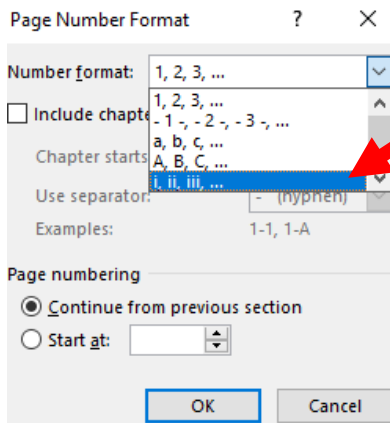 Page Number Format ? ×
Number format: 1, 2, 3, ...
1, 2, 3, ...
Include chapte
- 1 -, - 2 -, - 3 -, ...
a, b, c, ...
Chapter starts
A, B, C, ...
i, ii, iii, ...
Use separator: - (hyphen)
Examples: 1-1, 1-A
Page numbering
Continue from previous section
Start at:
OK Cancel